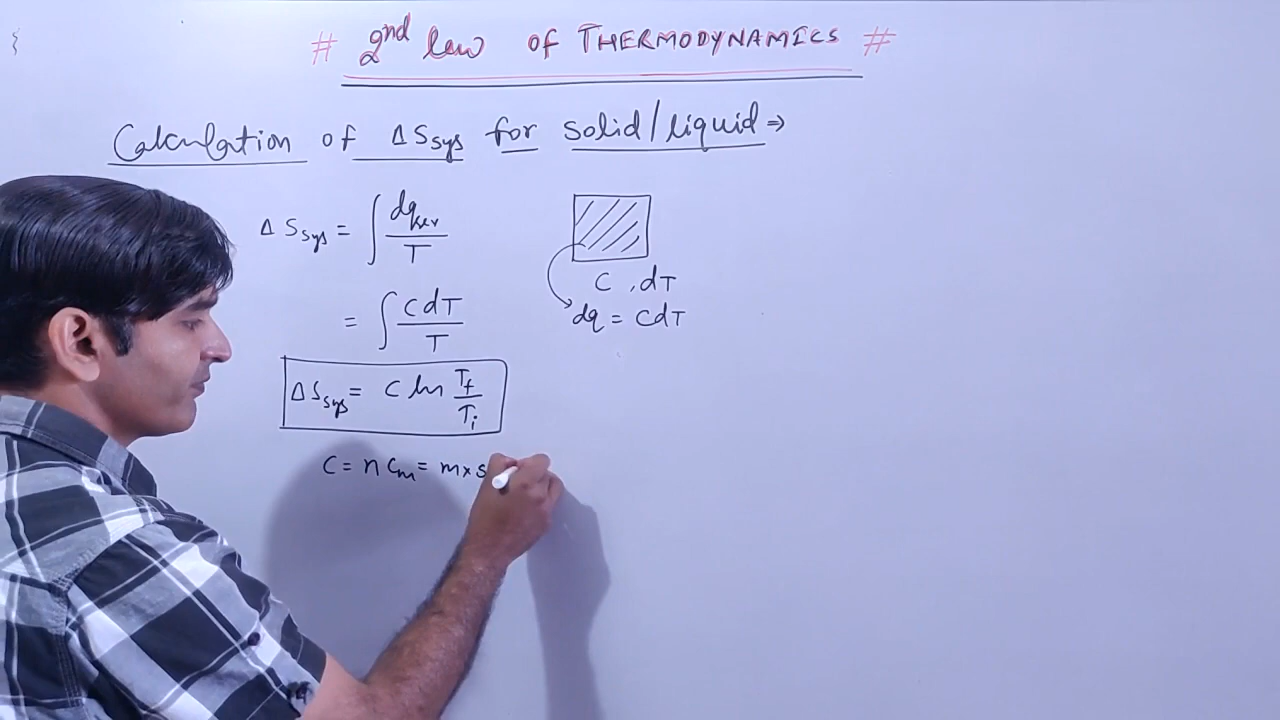 # 2nd law of THERMODYNAMICS #
Calculation of ΔSsys for solid/liquid ⇒
ΔSsys = ∫ dqrev / T
= ∫ CdT / T
ΔSsys = C ln Tf / Ti
C = nCm = m×s
C , dT
dq = CdT